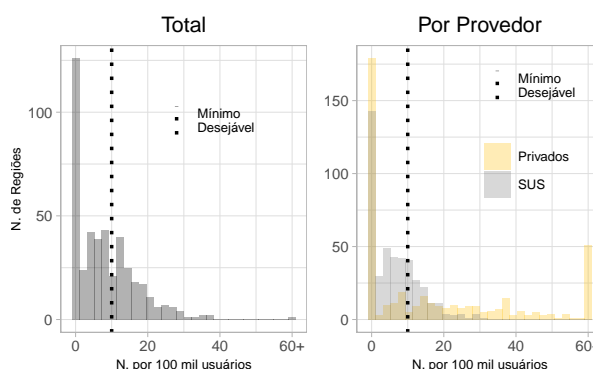 Total
Por Provedor
N. de Regiões
100
50
0
Mínimo
Desejável
0
20
40
60+
N. por 100 mil usuários
150
100
50
0
Mínimo
Desejável
Privados
SUS
0
20
40
60+
N. por 100 mil usuários